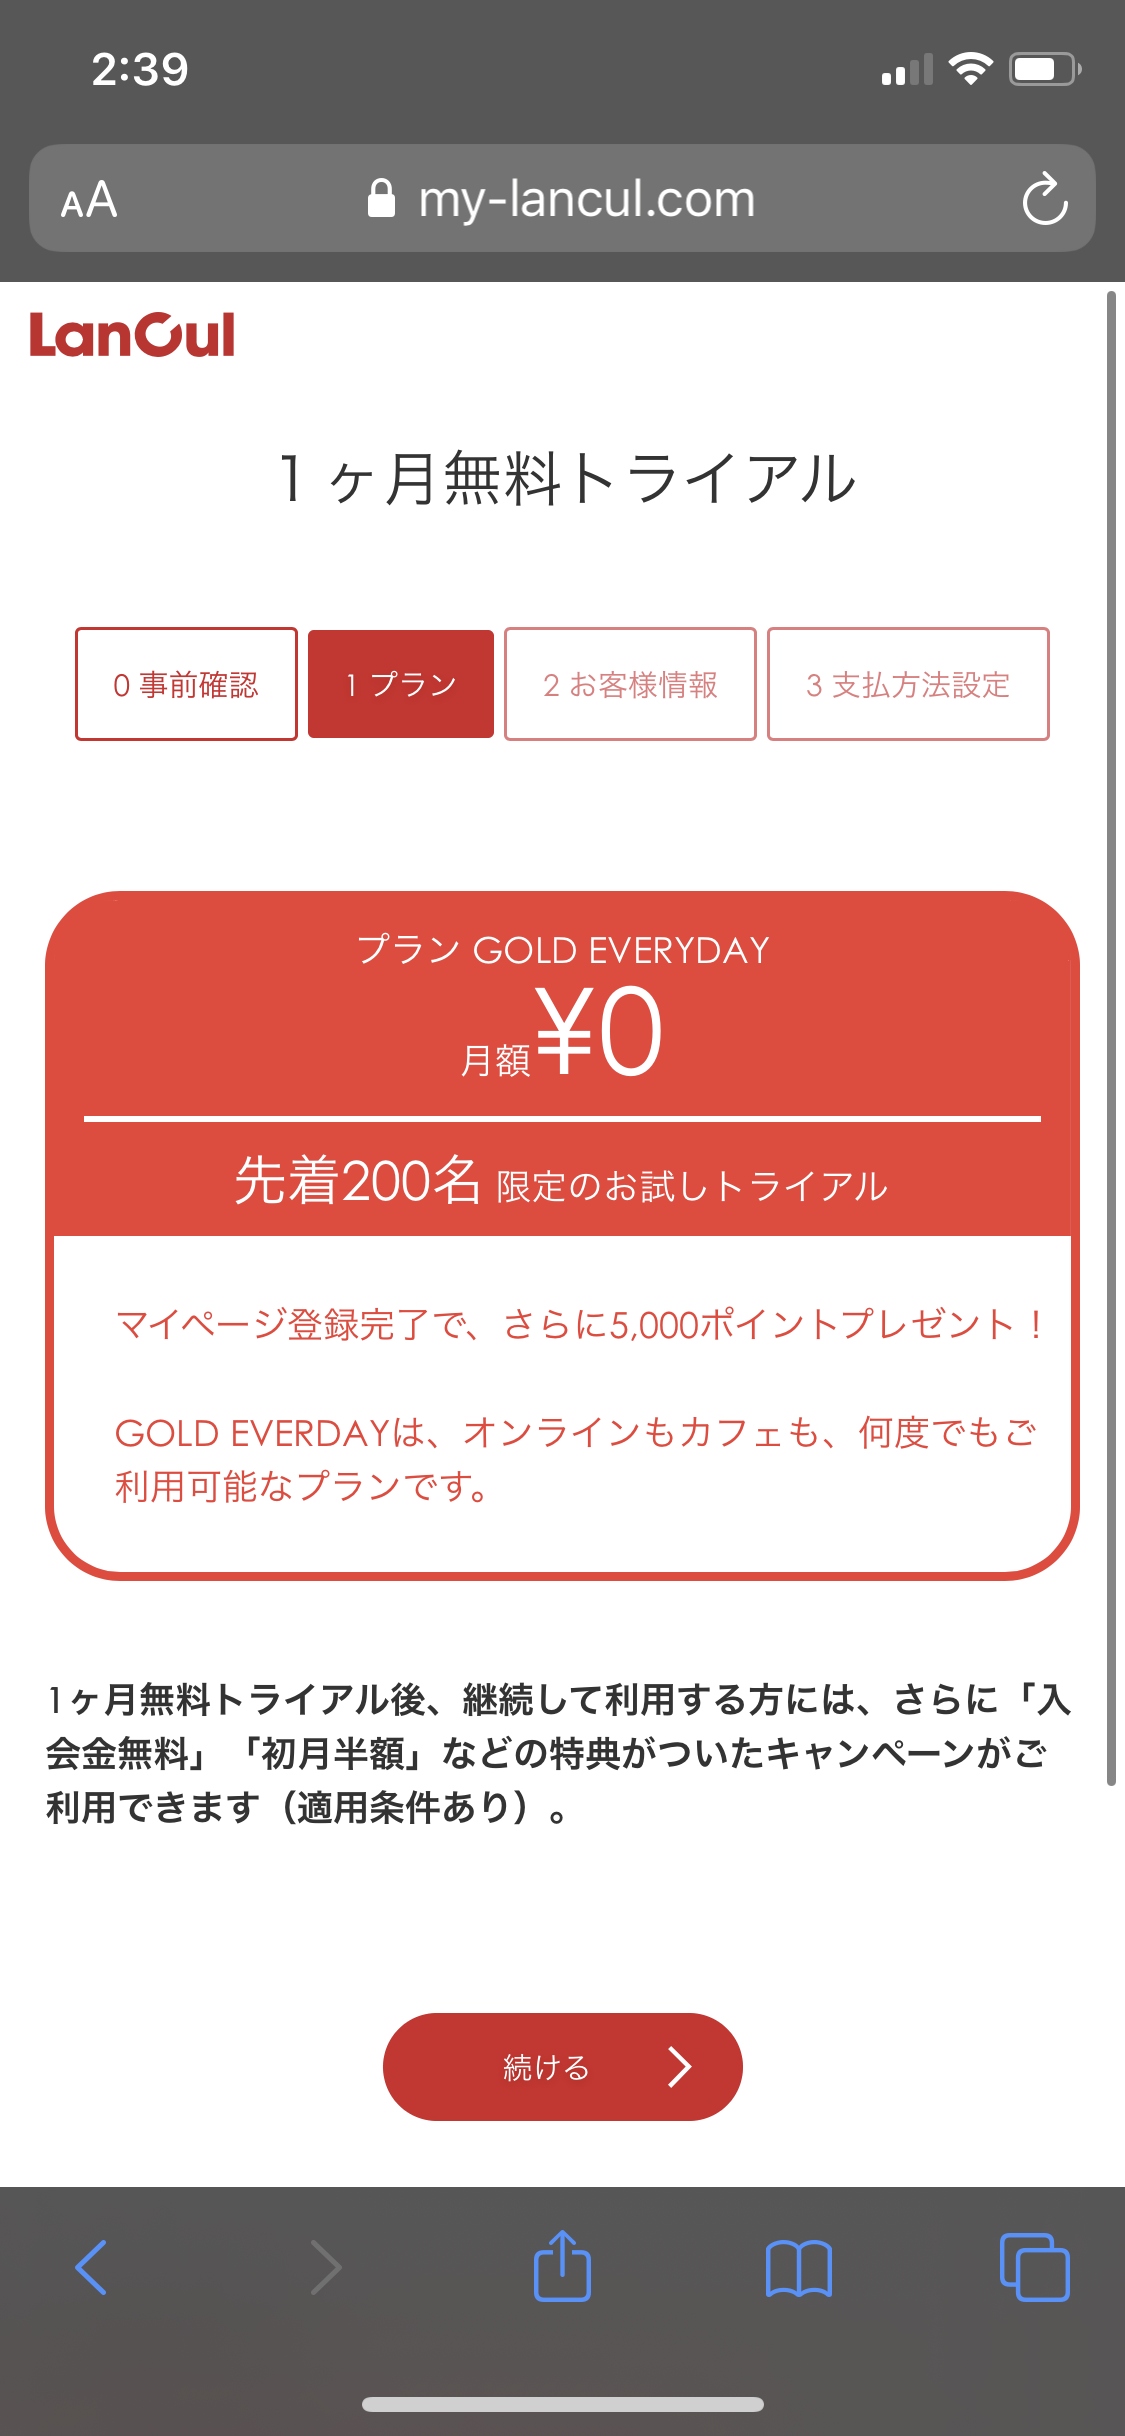 2:39
AA my-lancul.com
LanCul
1ヶ月無料トライアル
0 事前確認
1 プラン
2 お客様情報
3 支払方法設定
プラン GOLD EVERYDAY
月額¥0
先着200名 限定のお試しトライアル
マイページ登録完了で、さらに5,000ポイントプレゼント！
GOLD EVERDAYは、オンラインもカフェも、何度でもご
利用可能なプランです。
1ヶ月無料トライアル後、継続して利用する方には、さらに「入
会金無料」「初月半額」などの特典がついたキャンペーンがご
利用できます（適用条件あり）。
続ける